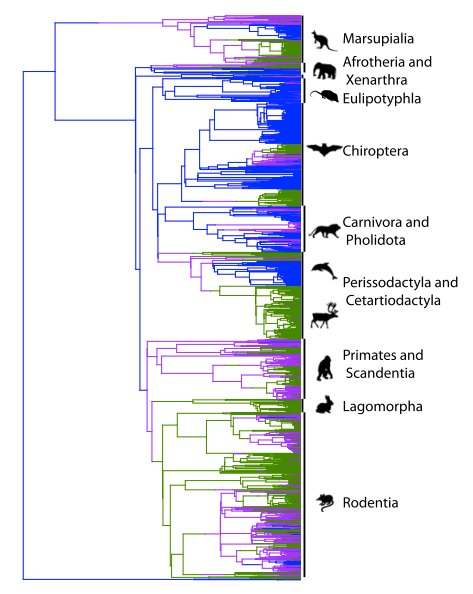 Marsupialia
Afrotheria and
Xenarthra
Eulipotyphla
Chiroptera
Carnivora and
Pholidota
Perissodactyla and
Cetartiodactyla
Primates and
Scandentia
Lagomorpha
Rodentia